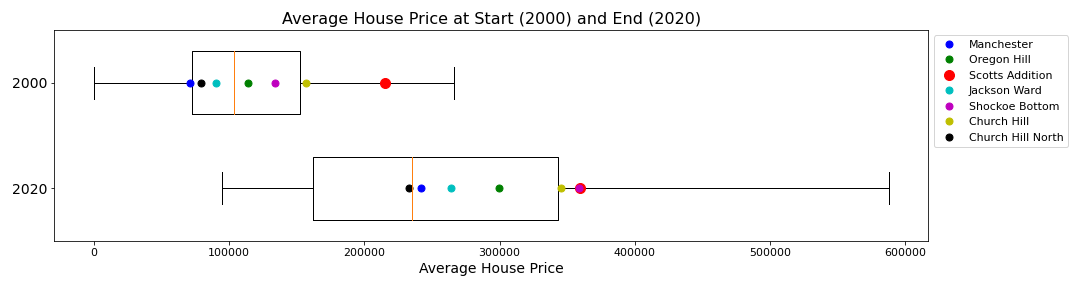 Average House Price at Start (2000) and End (2020)
Manchester
Oregon Hill
Scotts Addition
Jackson Ward
Shockoe Bottom
Church Hill
Church Hill North
2000
2020
0 100000 200000 300000 400000 500000 600000
Average House Price